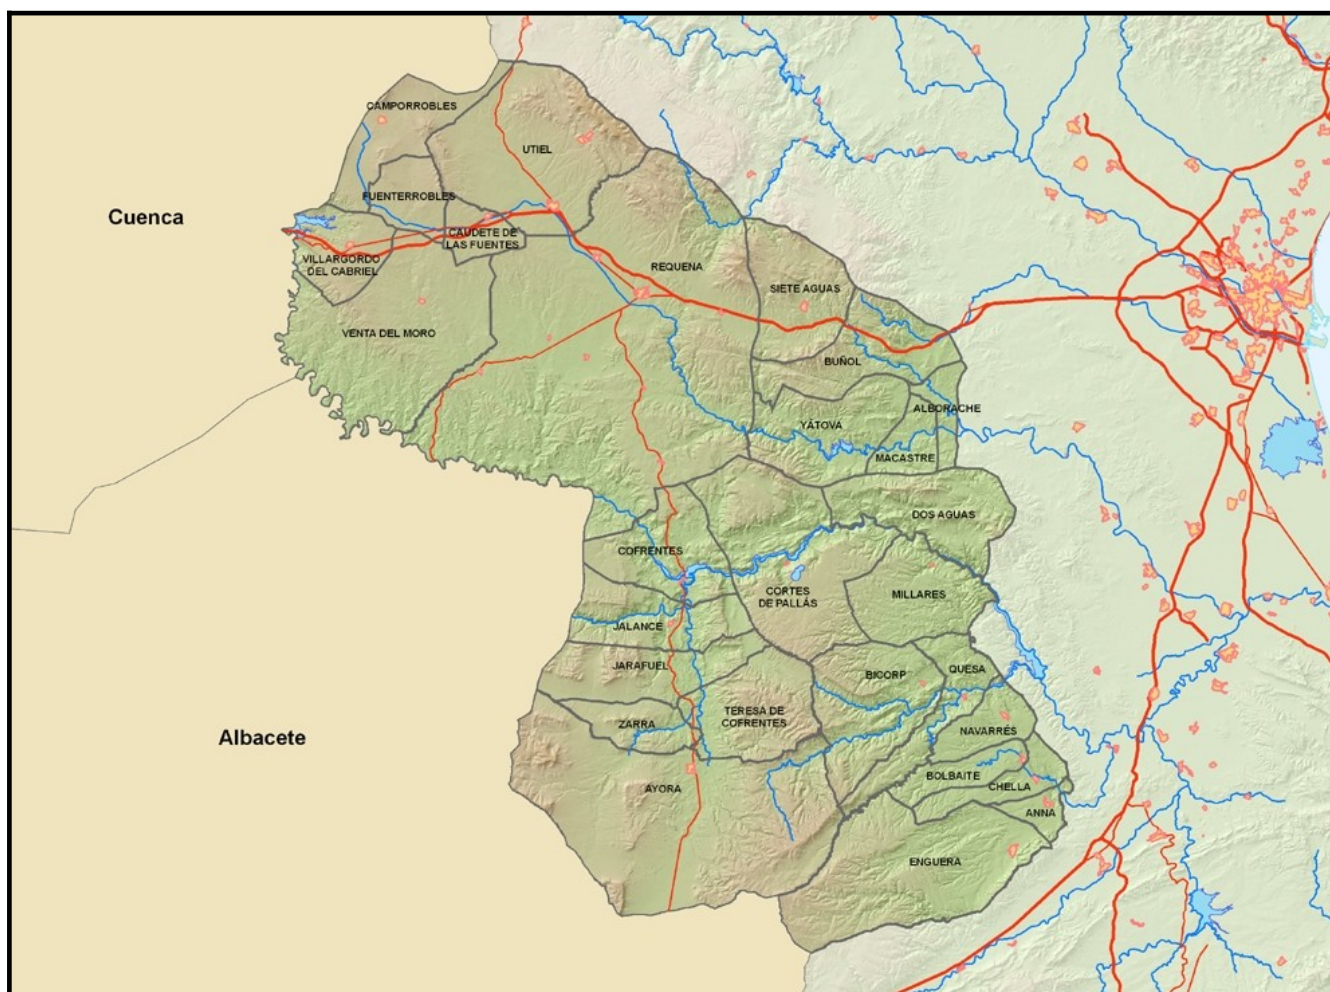 CAMPORROBLES
UTIEL
FUENTERROBLES
Cuenca
CAUDETE DE
LAS FUENTES
VILLARGORDO
DEL CABRIEL
REQUENA
SIETE AGUAS
VENTA DEL MORO
BUÑOL
ALBORACHE
YÁTOVA
MACASTRE
DOS AGUAS
COFRENTES
CORTES
DE PALLÁS
MILLARES
JALANCE
JARAFUEL
BICORP
QUESA
TERESA DE
COFRENTES
ZARRA
NAVARRÉS
Albacete
BOLBAITE
CHELLA
AYORA
ANNA
ENGUERA